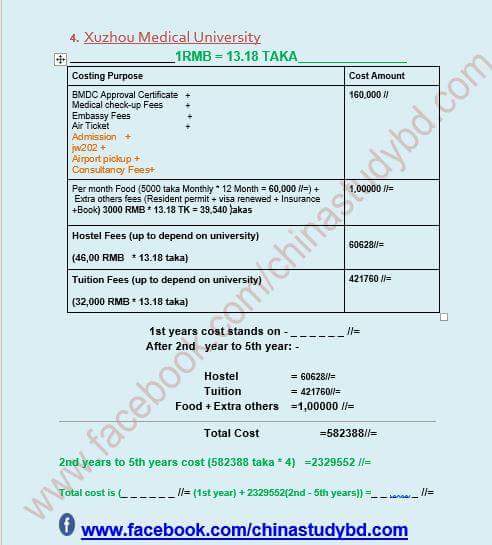 4. Xuzhou Medical University
1RMB = 13.18 TAKA
Costing Purpose
Cost Amount
BMDC Approval Certificate +
Medical check-up Fees +
Embassy Fees +
Air Ticket +
Admission +
jw202 +
Airport pickup +
Consultancy Fees+
160,000 //
Per month Food (5000 taka Monthly * 12 Month = 60,000 //=) +
Extra others fees (Resident permit + visa renewed + Insurance
+Book) 3000 RMB * 13.18 TK = 39,540 )akas
1,00000 //=
Hostel Fees (up to depend on university)
(46,00 RMB * 13.18 taka)
60628//=
Tuition Fees (up to depend on university)
(32,000 RMB * 13.18 taka)
421760 //=
1st years cost stands on - _ _ _ _ _ _ //=
After 2nd year to 5th year: -
Hostel = 60628//=
Tuition = 421760//=
Food + Extra others =1,00000 //=
Total Cost =582388//=
2nd years to 5th years cost (582388 taka * 4) =2329552 //=
Total cost is (_ _ _ _ _ _ //= (1st year) + 2329552(2nd - 5th years)) =_ _ _ //=
www.facebook.com/chinastudybd.com
www.facebook.com/chinastudybd.com